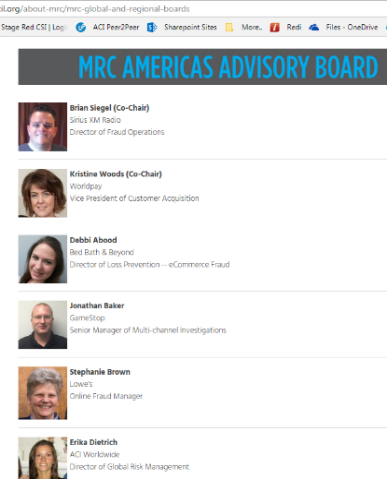 il.org/about-mrc/mrc-global-and-regional-boards
Stage Red CSI | Log ACI Peer2Peer Sharepoint Sites More.. Redi Files - OneDrive
MRC AMERICAS ADVISORY BOARD
Brian Siegel (Co-Chair)
Sirius XM Radio
Director of Fraud Operations
Kristine Woods (Co-Chair)
Worldpay
Vice President of Customer Acquisition
Debbi Abood
Bed Bath & Beyond
Director of Loss Prevention -- eCommerce Fraud
Jonathan Baker
GameStop
Senior Manager of Multi-channel Investigations
Stephanie Brown
Lowe's
Online Fraud Manager
Erika Dietrich
ACI Worldwide
Director of Global Risk Management